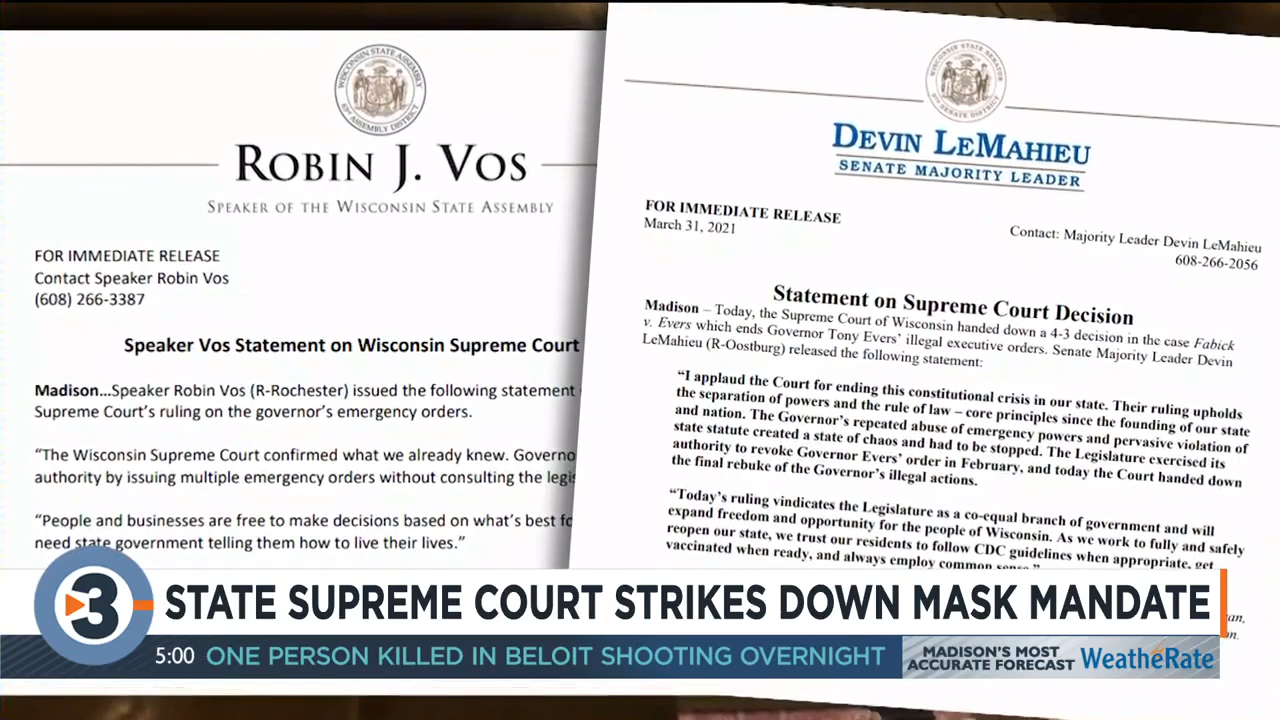 WISCONSIN STATE ASSEMBLY
63RD ASSEMBLY DISTRICT
ROBIN J. VOS
SPEAKER OF THE WISCONSIN STATE ASSEMBLY
FOR IMMEDIATE RELEASE
Contact Speaker Robin Vos
(608) 266-3387
Speaker Vos Statement on Wisconsin Supreme Court
Madison...Speaker Robin Vos (R-Rochester) issued the following statement
Supreme Court's ruling on the governor's emergency orders.
"The Wisconsin Supreme Court confirmed what we already knew. Governo
authority by issuing multiple emergency orders without consulting the legis
"People and businesses are free to make decisions based on what's best fo
need state government telling them how to live their lives."
WISCONSIN STATE SENATOR
9TH SENATE DISTRICT
DEVIN LEMAHIEU
SENATE MAJORITY LEADER
FOR IMMEDIATE RELEASE
March 31, 2021
Contact: Majority Leader Devin LeMahieu
608-266-2056
Statement on Supreme Court Decision
Madison – Today, the Supreme Court of Wisconsin handed down a 4-3 decision in the case Fabick
v. Evers which ends Governor Tony Evers' illegal executive orders. Senate Majority Leader Devin
LeMahieu (R-Oostburg) released the following statement:
"I applaud the Court for ending this constitutional crisis in our state. Their ruling upholds
the separation of powers and the rule of law – core principles since the founding of our state
and nation. The Governor's repeated abuse of emergency powers and pervasive violation of
state statute created a state of chaos and had to be stopped. The Legislature exercised its
authority to revoke Governor Evers' order in February, and today the Court handed down
the final rebuke of the Governor's illegal actions.
"Today's ruling vindicates the Legislature as a co-equal branch of government and will
expand freedom and opportunity for the people of Wisconsin. As we work to fully and safely
reopen our state, we trust our residents to follow CDC guidelines when appropriate, get
vaccinated when ready, and always employ common sense."
3
STATE SUPREME COURT STRIKES DOWN MASK MANDATE
5:00 ONE PERSON KILLED IN BELOIT SHOOTING OVERNIGHT
MADISON'S MOST
ACCURATE FORECAST
WeatheRate